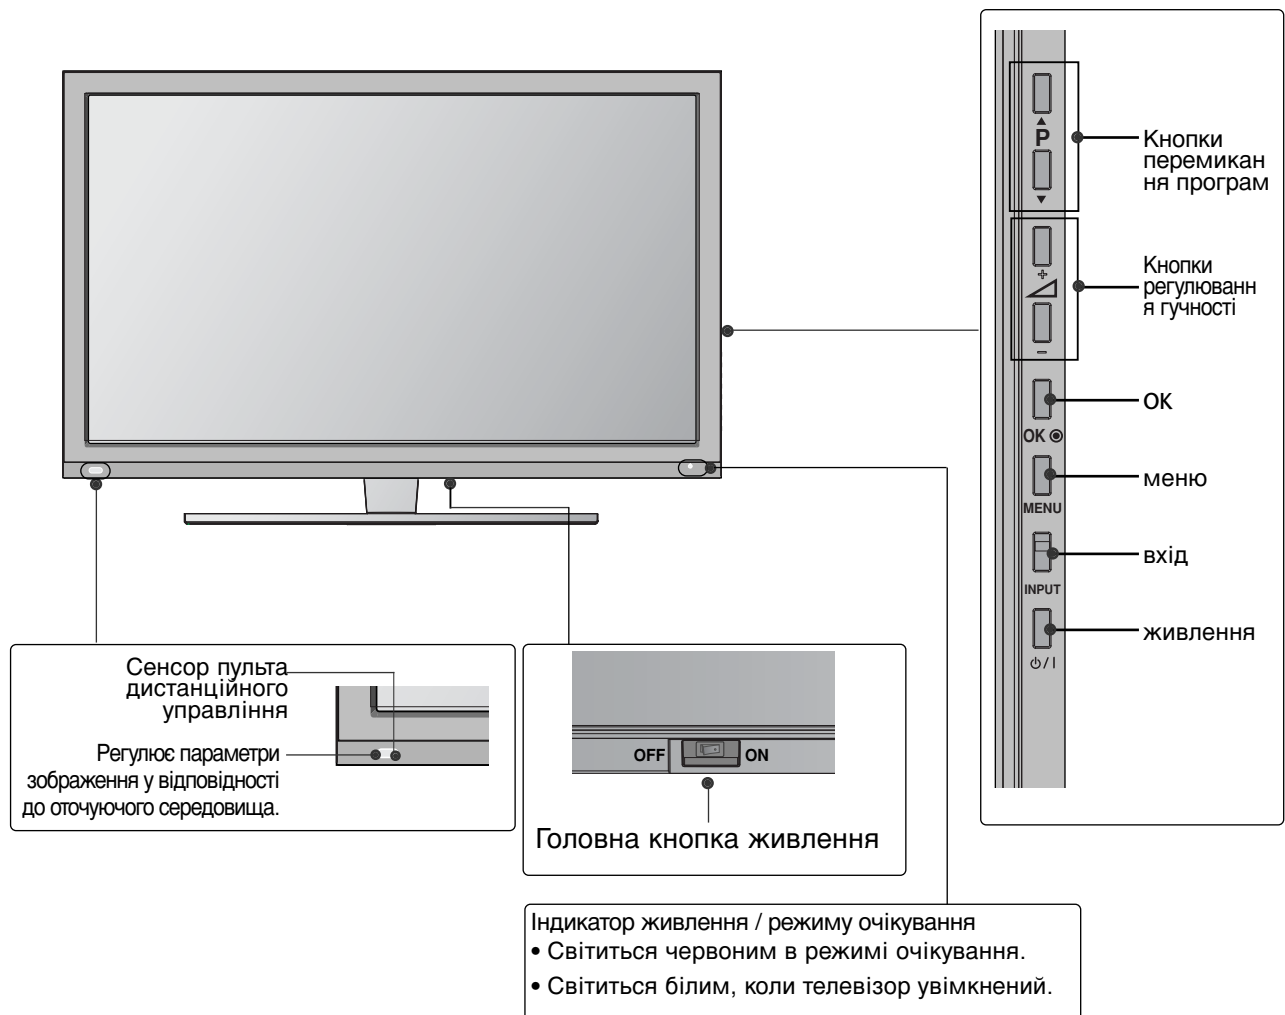 P
Кнопки
перемикан
ня програм
+
Кнопки
регулюванн
я гучності
–
ОК
OK
меню
MENU
вхід
INPUT
живлення
/ I
Сенсор пульта
дистанційного
управління
Регулює параметри
зображення у відповідності
до оточуючого середовища.
OFF ON
Головна кнопка живлення
Індикатор живлення / режиму очікування
• Світиться червоним в режимі очікування.
• Світиться білим, коли телевізор увімкнений.